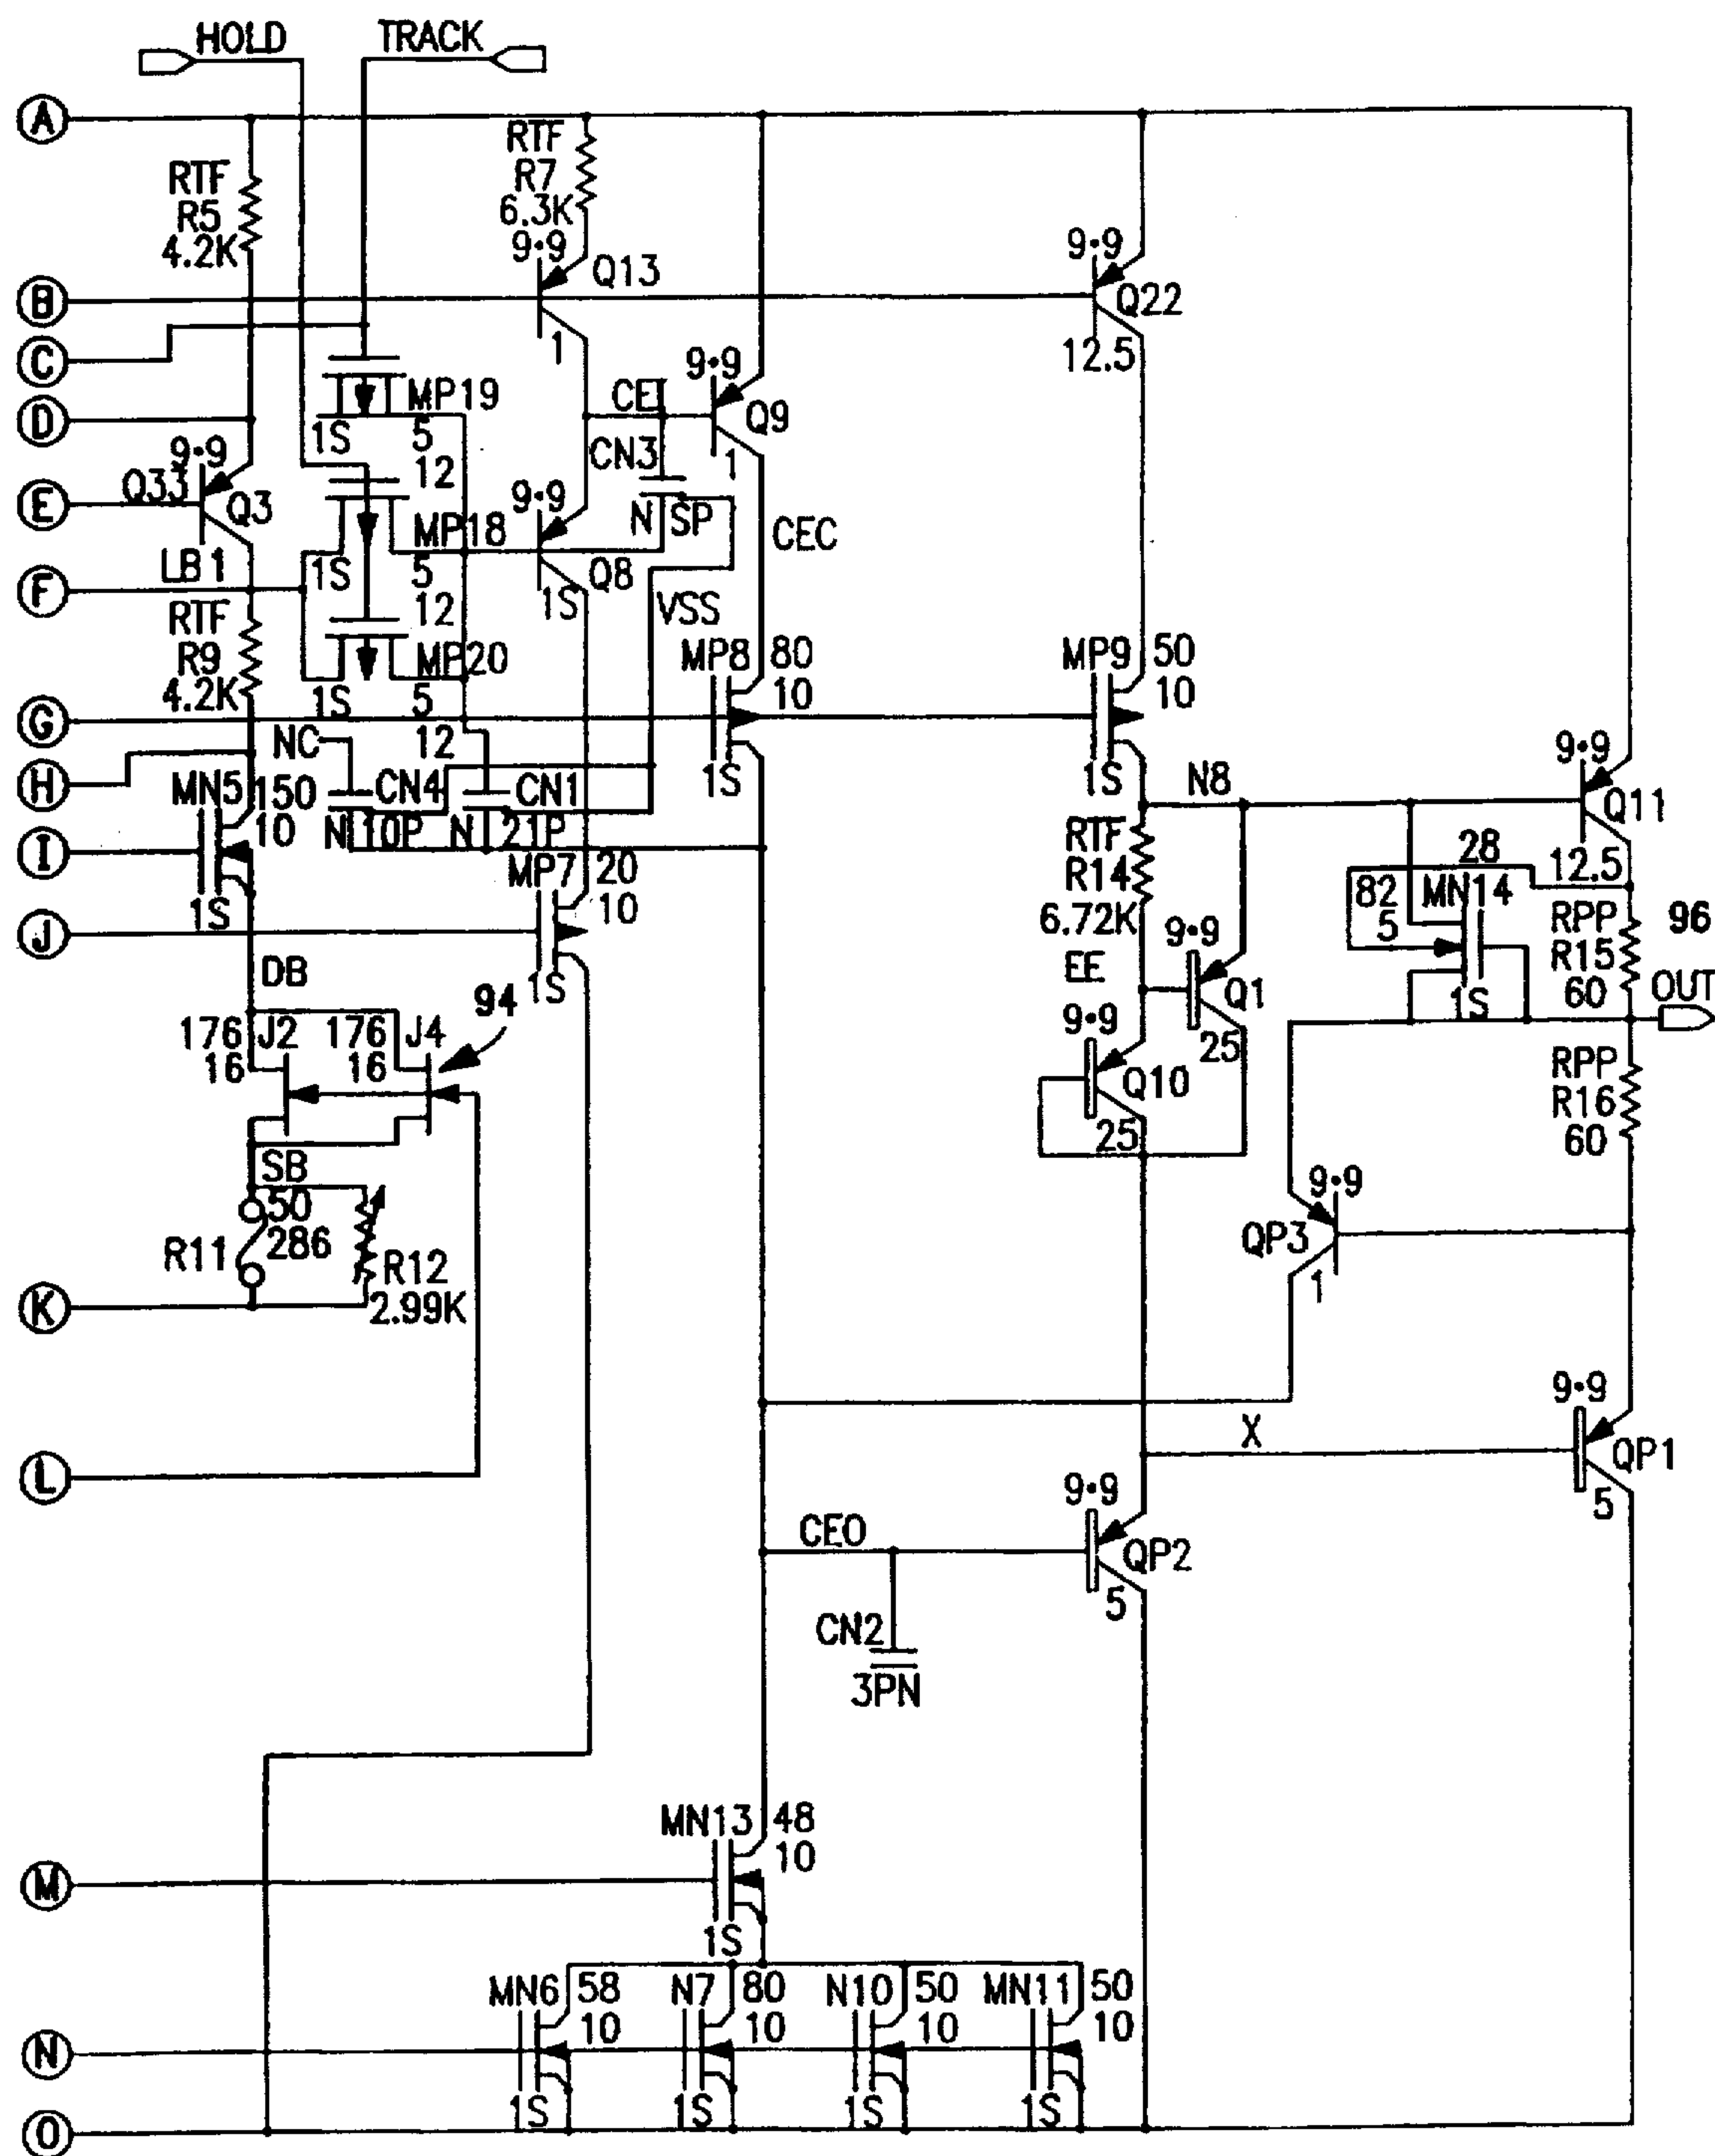 HOLD TRACK
A
RTF
R5
4.2K
RTF
R7
6.3K
9·9
Q13
1
9·9
Q22
12.5
B
C
D
E
F
9·9
Q33
Q3
LB1
RTF
R9
4.2K
MP19
1S
5
12
MP18
1S
5
12
MP20
1S
5
12
CEI
CN3
N SP
9·9
Q9
1
9·9
Q8
1S
CEC
VSS
MP8
80
10
1S
MP9
50
10
1S
G
H
I
J
NC
MN5
150
10
1S
CN4
N 10P
CN1
N 21P
MP7
20
10
1S
N8
RTF
R14
6.72K
EE
9·9
Q1
25
9·9
Q10
25
9·9
Q11
12.5
28
82
5
MN14
1S
RPP
R15
60
96
OUT
RPP
R16
60
DB
176
16
J2
176
16
J4
94
SB
50
286
R11
R12
2.99K
K
L
9·9
QP3
1
X
9·9
QP1
5
CEO
9·9
QP2
5
CN2
3PN
MN13
48
10
1S
M
MN6
58
10
1S
N7
80
10
1S
N10
50
10
1S
MN11
50
10
1S
N
O